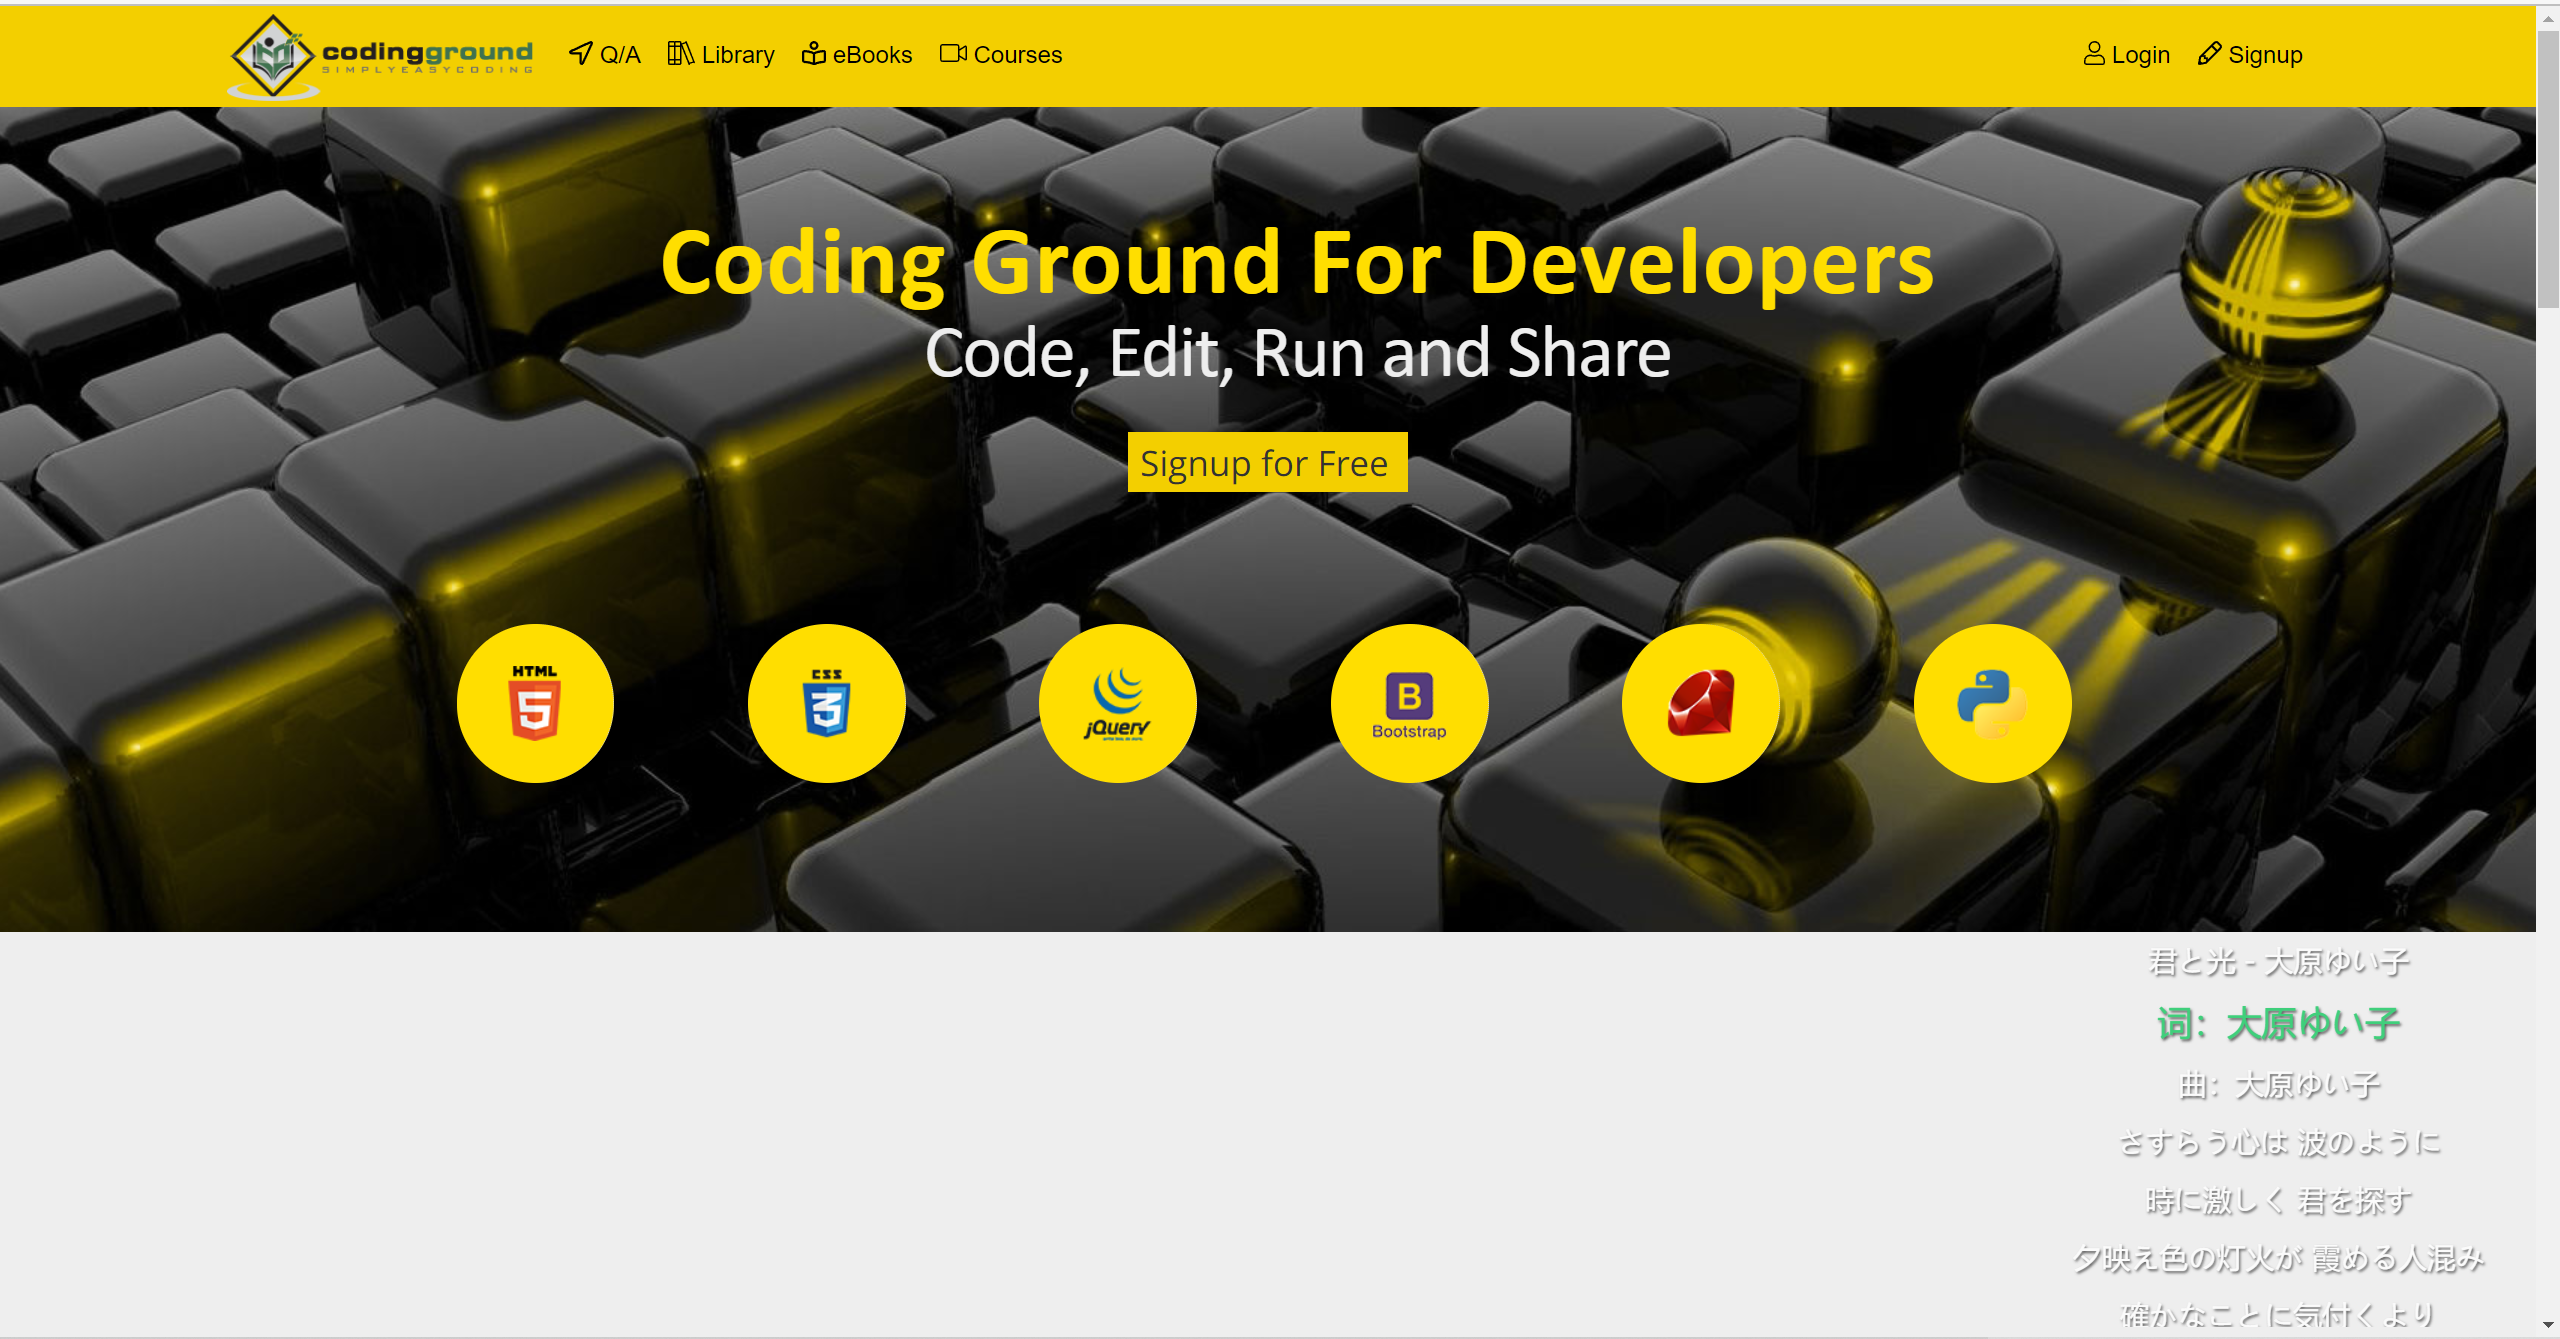 codingground
SIMPLYEASYCODING
Q/A
Library
eBooks
Courses
Login
Signup
Coding Ground For Developers
Code, Edit, Run and Share
Signup for Free
HTML
5
CSS
3
jQuery
B
Bootstrap
君と光 - 大原ゆい子
词：大原ゆい子
曲：大原ゆい子
さすらう心は 波のように
時に激しく 君を探す
夕映え色の灯火が 霞める人混み
確かなことに気付くより